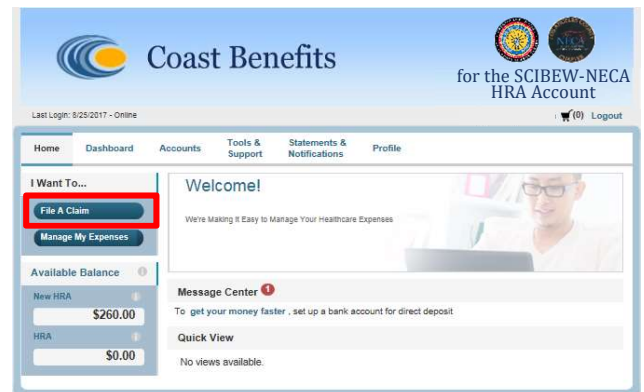 Coast Benefits
NECA
for the SCIBEW-NECA
HRA Account
Last Login: 8/25/2017 - Online
(0) Logout
Home Dashboard Accounts Tools & Support Statements & Notifications Profile
I Want To...
File A Claim
Manage My Expenses
Available Balance
New HRA
$260.00
HRA
$0.00
Welcome!
We're Making It Easy to Manage Your Healthcare Expenses
Message Center 1
To get your money faster , set up a bank account for direct deposit
Quick View
No views available.